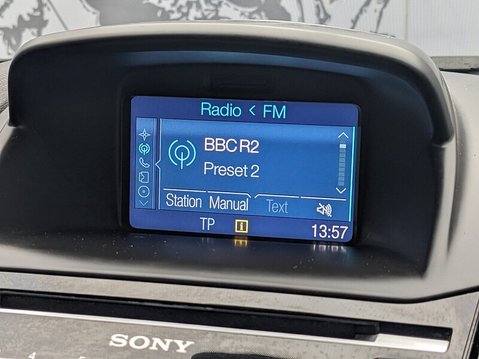 Radio < FM
BBC R2
Preset 2
Station Manual Text
TP i 13:57
SONY